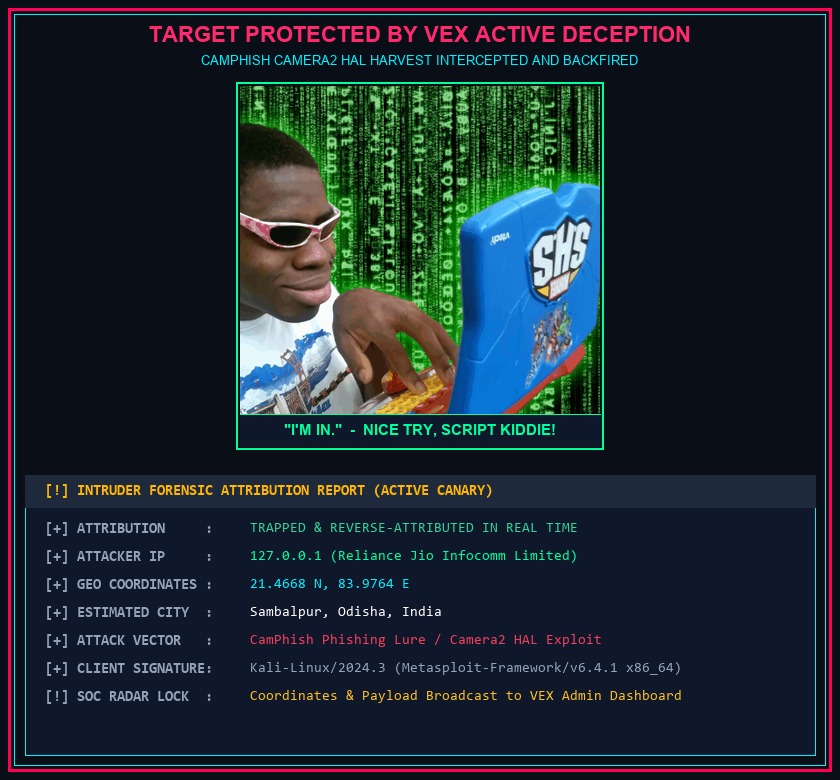 TARGET PROTECTED BY VEX ACTIVE DECEPTION
CAMPHISH CAMERA2 HAL HARVEST INTERCEPTED AND BACKFIRED
vtech
SHS
"I'M IN." - NICE TRY, SCRIPT KIDDIE!
[!] INTRUDER FORENSIC ATTRIBUTION REPORT (ACTIVE CANARY)
[+] ATTRIBUTION : TRAPPED & REVERSE-ATTRIBUTED IN REAL TIME
[+] ATTACKER IP : 127.0.0.1 (Reliance Jio Infocomm Limited)
[+] GEO COORDINATES : 21.4668 N, 83.9764 E
[+] ESTIMATED CITY : Sambalpur, Odisha, India
[+] ATTACK VECTOR : CamPhish Phishing Lure / Camera2 HAL Exploit
[+] CLIENT SIGNATURE: Kali-Linux/2024.3 (Metasploit-Framework/v6.4.1 x86_64)
[!] SOC RADAR LOCK : Coordinates & Payload Broadcast to VEX Admin Dashboard